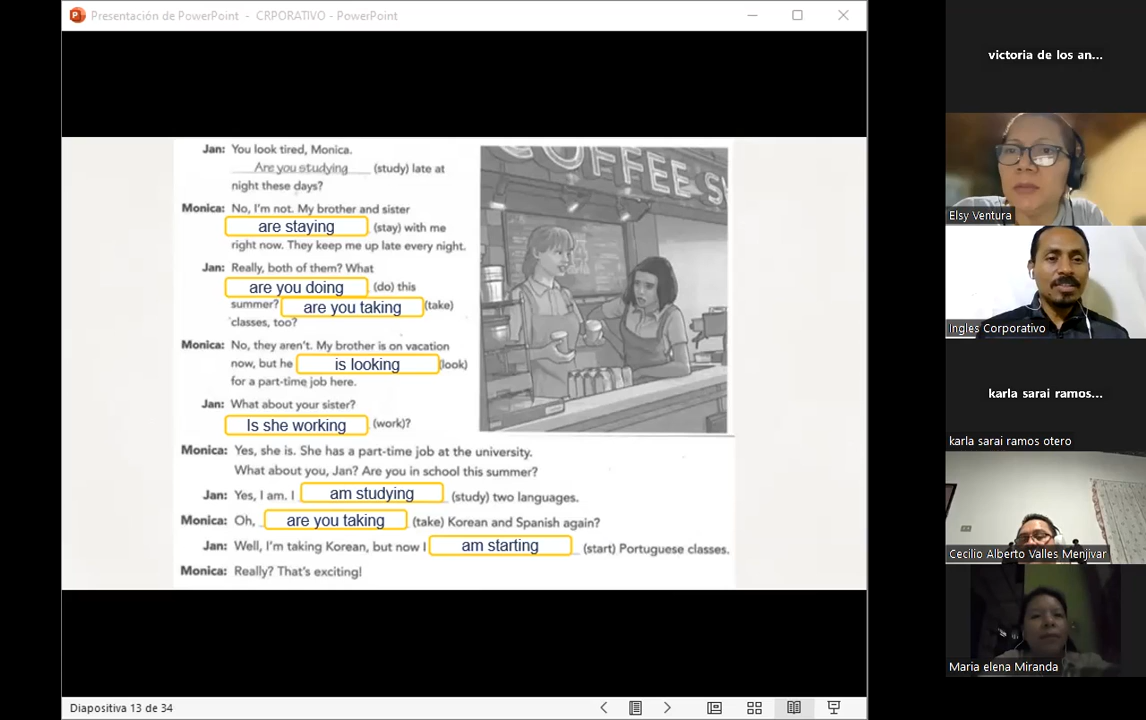 Presentación de PowerPoint - CRPORATIVO - PowerPoint
Jan: You look tired, Monica.
Are you studying (study) late at
night these days?
Monica: No, I'm not. My brother and sister
are staying (stay) with me
right now. They keep me up late every night.
Jan: Really, both of them? What
are you doing (do) this
summer? are you taking (take)
classes, too?
Monica: No, they aren't. My brother is on vacation
now, but he is looking (look)
for a part-time job here.
Jan: What about your sister?
Is she working (work)?
Monica: Yes, she is. She has a part-time job at the university.
What about you, Jan? Are you in school this summer?
Jan: Yes, I am. I am studying (study) two languages.
Monica: Oh, are you taking (take) Korean and Spanish again?
Jan: Well, I'm taking Korean, but now I am starting (start) Portuguese classes.
Monica: Really? That's exciting!
COFFEE S
Diapositiva 13 de 34
victoria de los an...
Elsy Ventura
Ingles Corporativo
karla sarai ramos...
karla sarai ramos otero
Cecilio Alberto Valles Menjivar
Maria elena Miranda